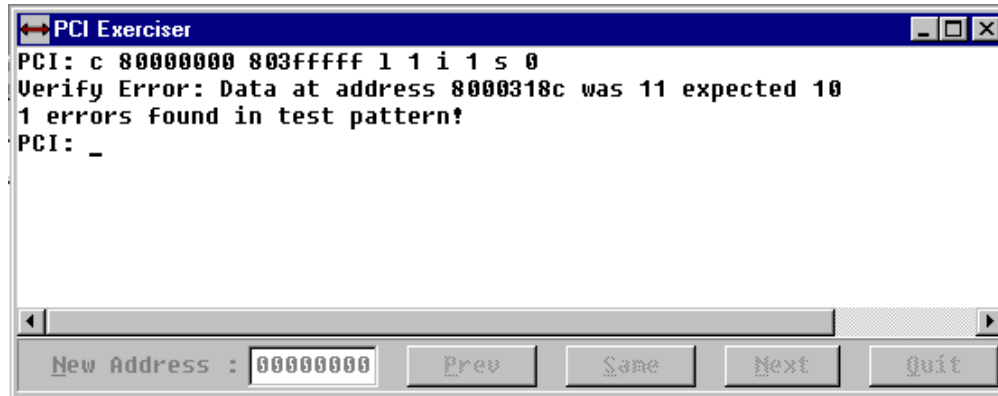 PCI Exerciser
PCI: c 80000000 803fffff l 1 i 1 s 0
Verify Error: Data at address 8000318c was 11 expected 10
1 errors found in test pattern!
PCI: _
New Address : 00000000 Prev Same Next Quit